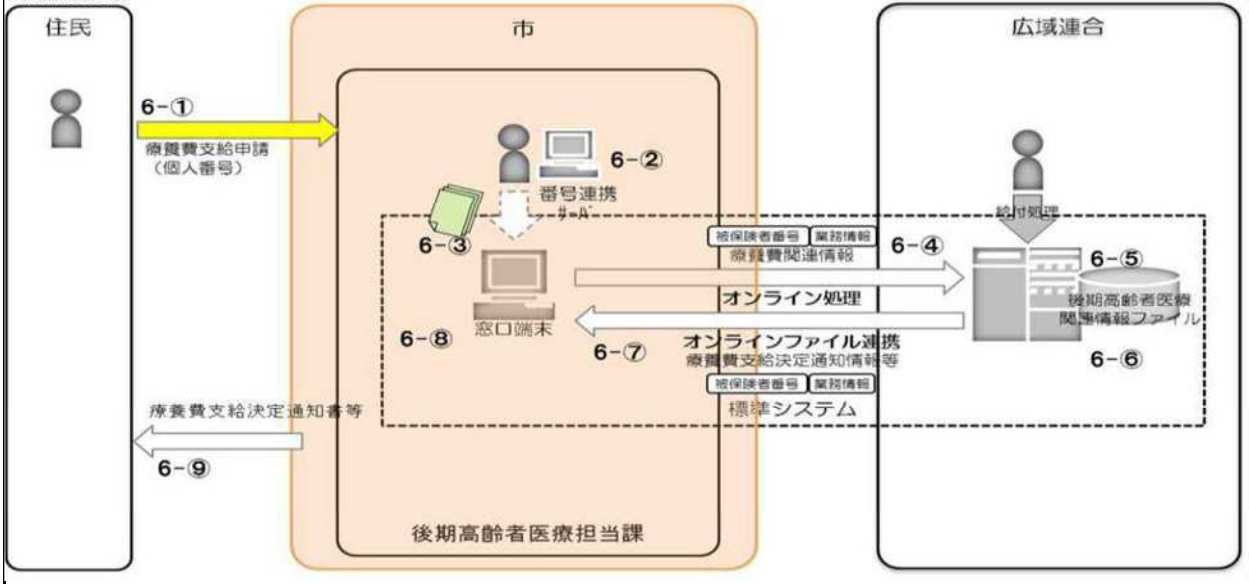 住民
市
広域連合
6-①
療養費支給申請
（個人番号）
6-②
番号連携
ｻｰﾊﾞ
6-③
給付処理
被保険者番号 業務情報
6-④
療養費関連情報
6-⑤
オンライン処理
後期高齢者医療
関連情報ファイル
窓口端末
6-⑧
6-⑦
オンラインファイル連携
療養費支給決定通知情報等
6-⑥
被保険者番号 業務情報
標準システム
療養費支給決定通知書等
6-⑨
後期高齢者医療担当課